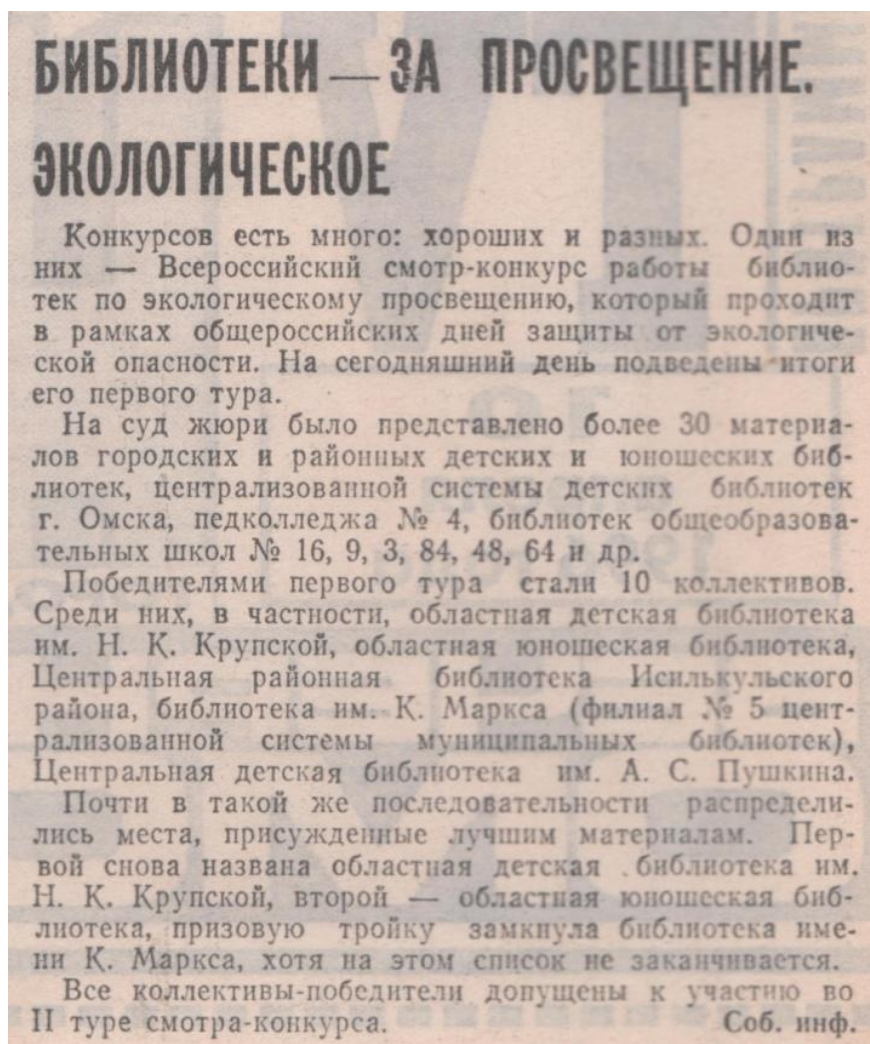 БИБЛИОТЕКИ — ЗА ПРОСВЕЩЕНИЕ.
ЭКОЛОГИЧЕСКОЕ
Конкурсов есть много: хороших и разных. Один из
них — Всероссийский смотр-конкурс работы библио-
тек по экологическому просвещению, который проходит
в рамках общероссийских дней защиты от экологиче-
ской опасности. На сегодняшний день подведены итоги
его первого тура.
На суд жюри было представлено более 30 материа-
лов городских и районных детских и юношеских биб-
лиотек, централизованной системы детских библиотек
г. Омска, педколледжа № 4, библиотек общеобразова-
тельных школ № 16, 9, 3, 84, 48, 64 и др.
Победителями первого тура стали 10 коллективов.
Среди них, в частности, областная детская библиотека
им. Н. К. Крупской, областная юношеская библиотека,
Центральная районная библиотека Исилькульского
района, библиотека им. К. Маркса (филиал № 5 цент-
рализованной системы муниципальных библиотек),
Центральная детская библиотека им. А. С. Пушкина.
Почти в такой же последовательности распредели-
лись места, присужденные лучшим материалам. Пер-
вой снова названа областная детская библиотека им.
Н. К. Крупской, второй — областная юношеская биб-
лиотека, призовую тройку замкнула библиотека име-
ни К. Маркса, хотя на этом список не заканчивается.
Все коллективы-победители допущены к участию во
II туре смотра-конкурса. Соб. инф.